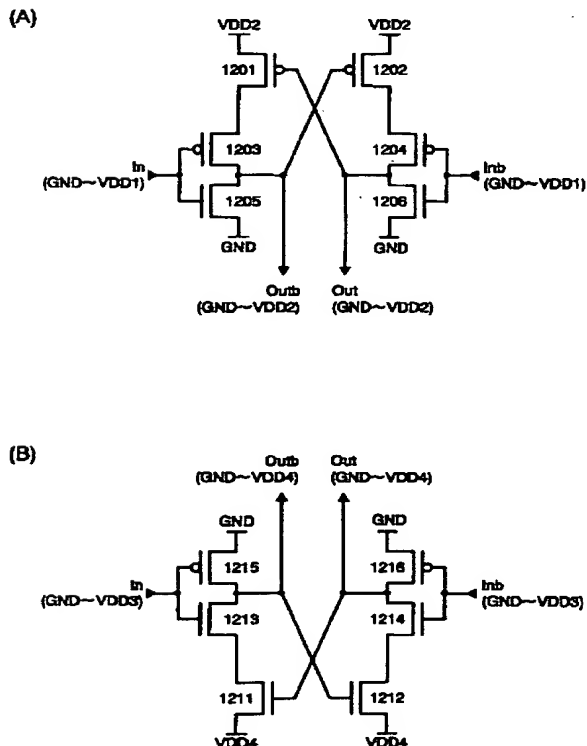 (A)
VDD2 VDD2
1201 1202
1203 1204
In Inb
(GND~VDD1) (GND~VDD1)
1205 1206
GND GND
Outb Out
(GND~VDD2) (GND~VDD2)
(B)
Outb Out
(GND~VDD4) (GND~VDD4)
GND GND
1215 1216
In Inb
(GND~VDD3) (GND~VDD3)
1213 1214
1211 1212
VDD4 VDD4